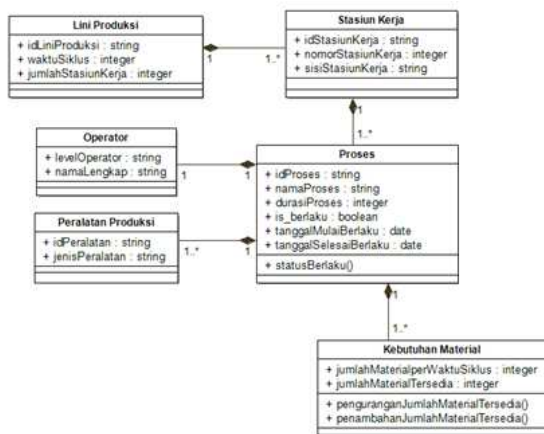 Lini Produksi
+ idLiniProduksi : string
+ waktuSiklus : integer
+ jumlahStasiunKerja : integer
1
1..*
Stasiun Kerja
+ idStasiunKerja : string
+ nomorStasiunKerja : integer
+ sisiStasiunKerja : string
1
1..*
Operator
+ levelOperator : string
+ namaLengkap : string
1
1
Proses
+ idProses : string
+ namaProses : string
+ durasiProses : integer
+ is_berlaku : boolean
+ tanggalMulaiBerlaku : date
+ tanggalSelesaiBerlaku : date
+ statusBerlaku()
Peralatan Produksi
+ idPeralatan : string
+ jenisPeralatan : string
1..*
1
1
1..*
Kebutuhan Material
+ jumlahMaterialperWaktuSiklus : integer
+ jumlahMaterialTersedia : integer
+ penguranganJumlahMaterialTersedia()
+ penambahanJumlahMaterialTersedia()